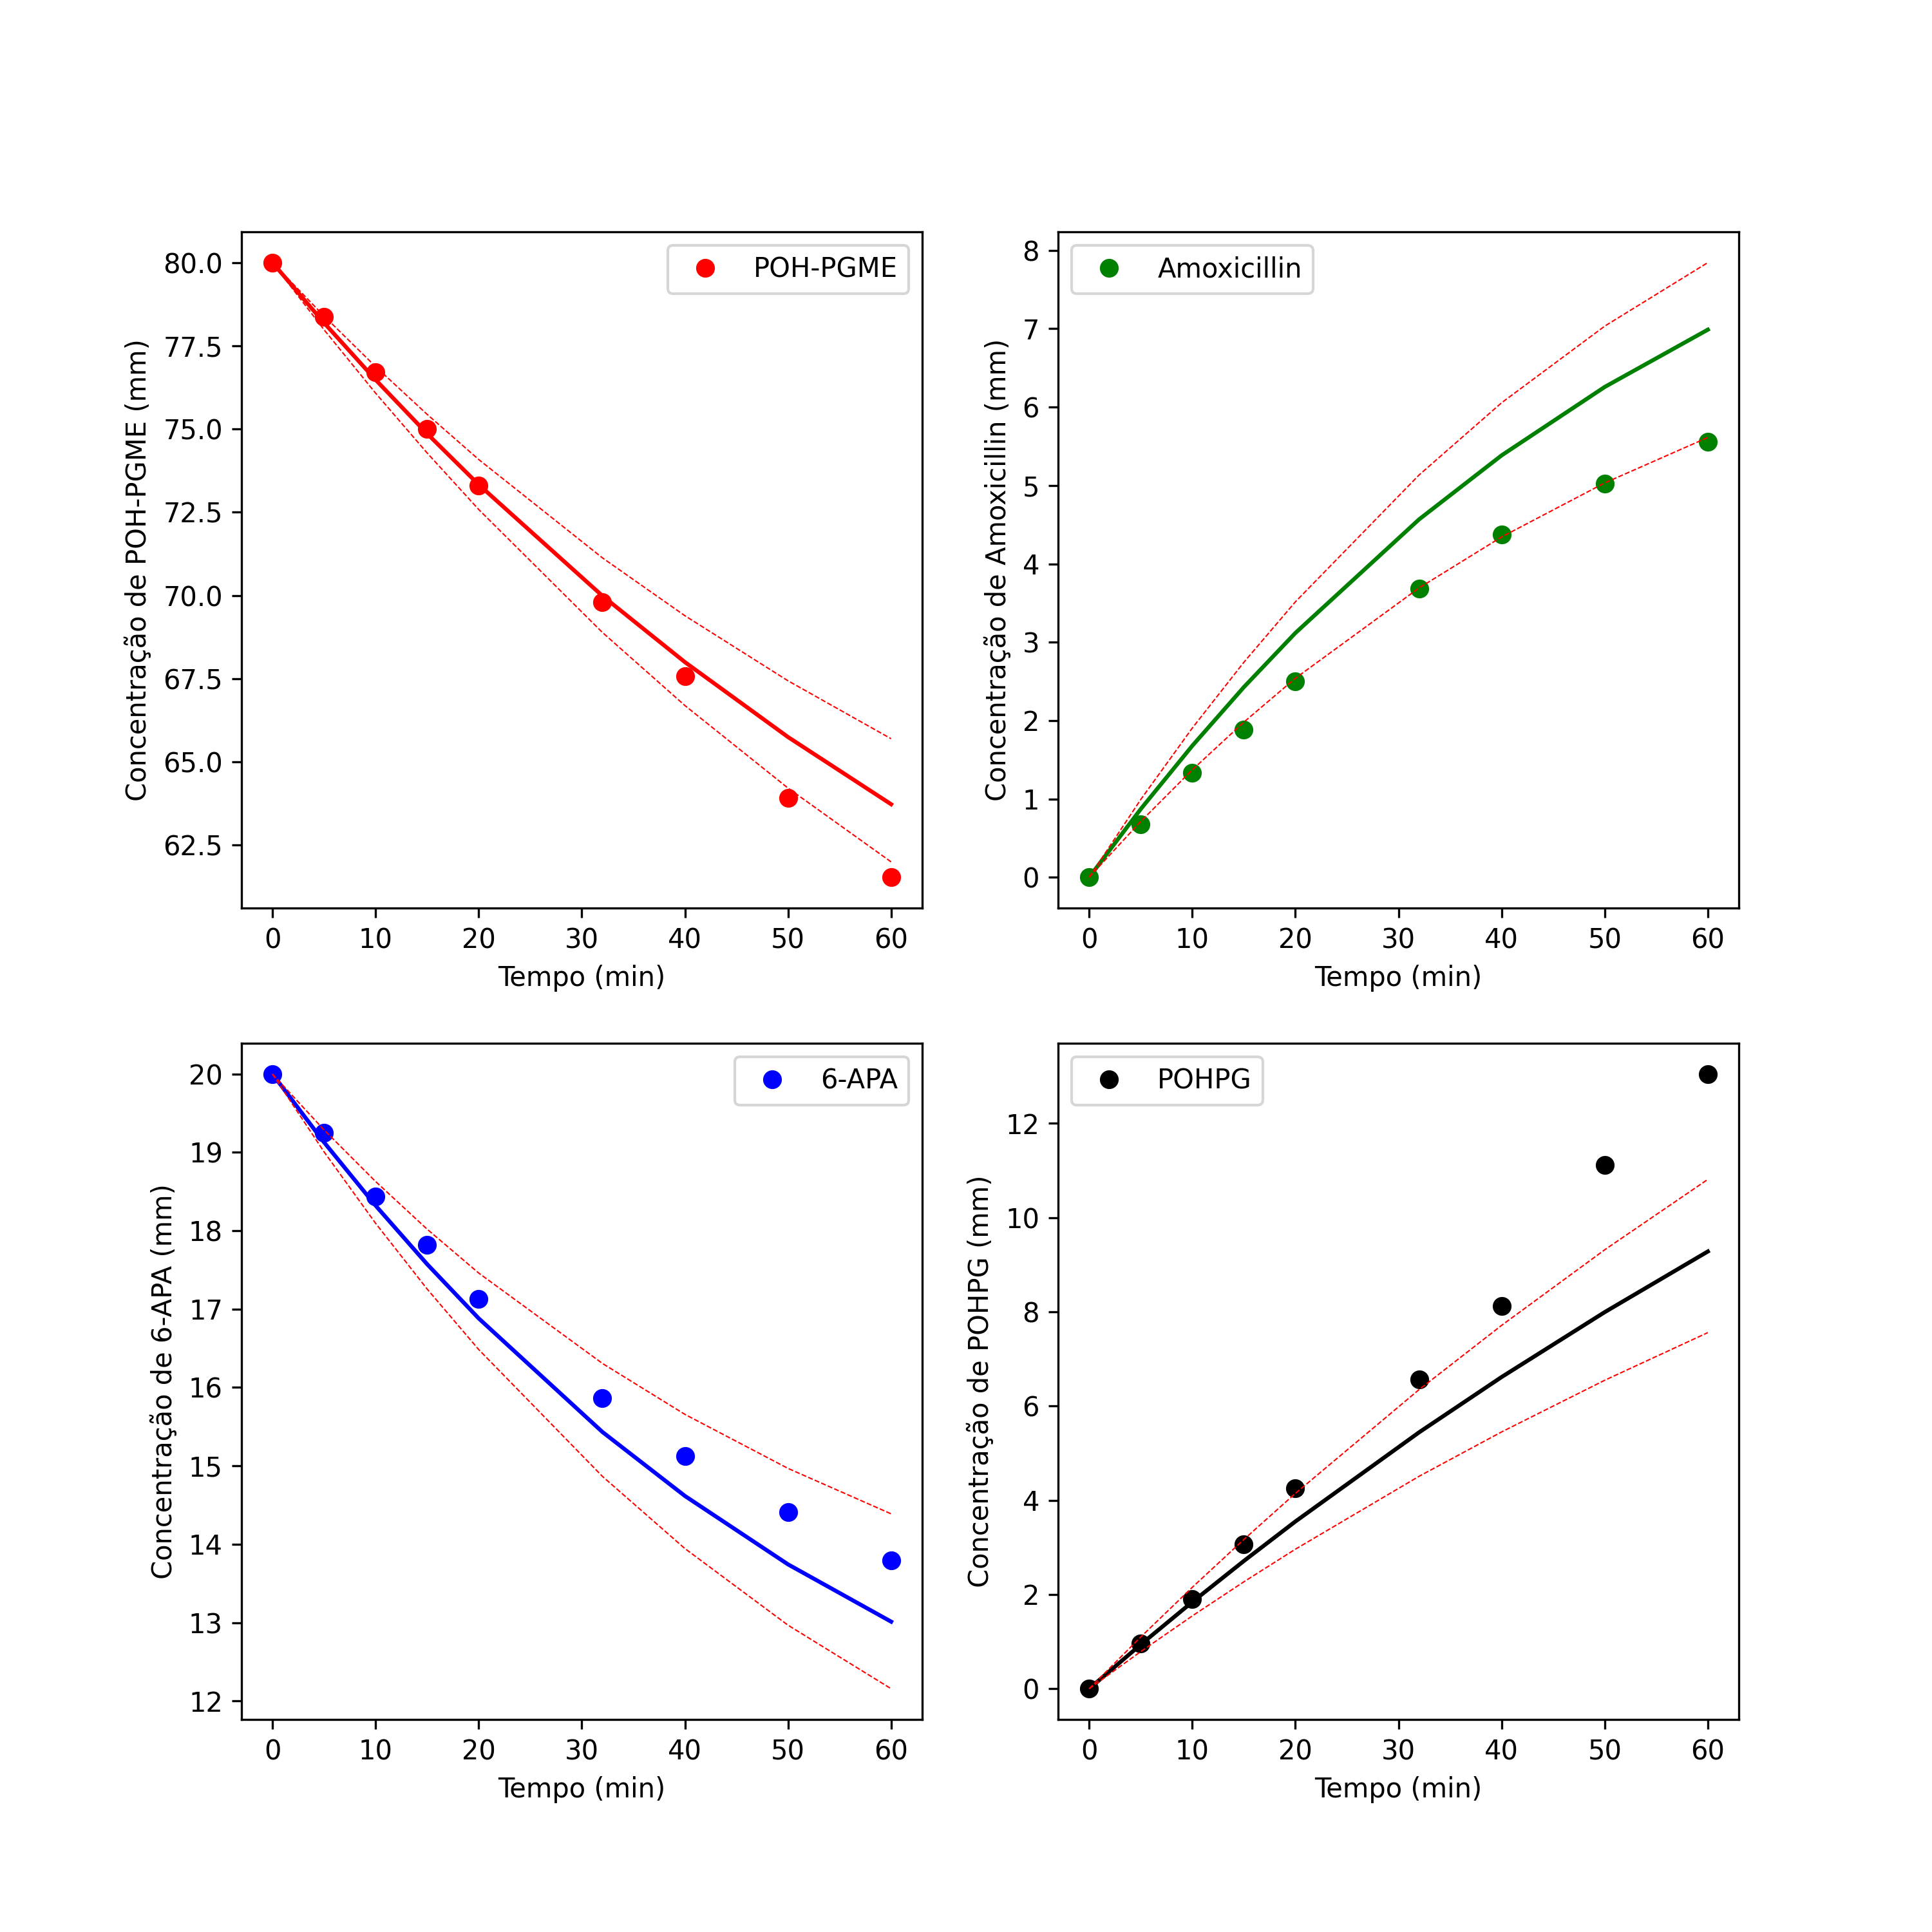 POH-PGME
80.0
77.5
75.0
72.5
70.0
67.5
65.0
62.5
Concentração de POH-PGME (mm)
0 10 20 30 40 50 60
Tempo (min)
Amoxicillin
8
7
6
5
4
3
2
1
0
Concentração de Amoxicillin (mm)
0 10 20 30 40 50 60
Tempo (min)
6-APA
20
19
18
17
16
15
14
13
12
Concentração de 6-APA (mm)
0 10 20 30 40 50 60
Tempo (min)
POHPG
12
10
8
6
4
2
0
Concentração de POHPG (mm)
0 10 20 30 40 50 60
Tempo (min)